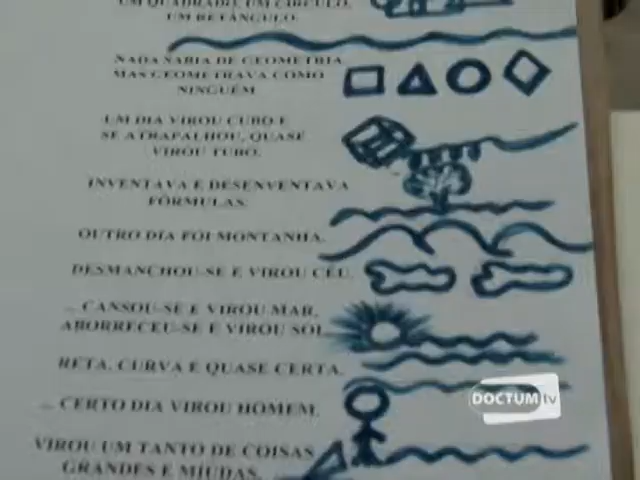 UM QUADRADO, UM CÍRCULO,
UM RETÂNGULO.
NADA SABIA DE GEOMETRIA
MAS GEOMETRAVA COMO
NINGUÉM
UM DIA VIROU CUBO E
SE ATRAPALHOU, QUASE
VIROU TUBO.
INVENTAVA E DESENVENTAVA
FÓRMULAS.
OUTRO DIA FOI MONTANHA.
DESMANCHOU-SE E VIROU CÉU.
... CANSOU-SE E VIROU MAR.
ABORRECEU-SE E VIROU SOL.
RETA, CURVA E QUASE CERTA.
... CERTO DIA VIROU HOMEM.
VIROU UM TANTO DE COISAS
GRANDES E MIÚDAS.
DOCTUM tv